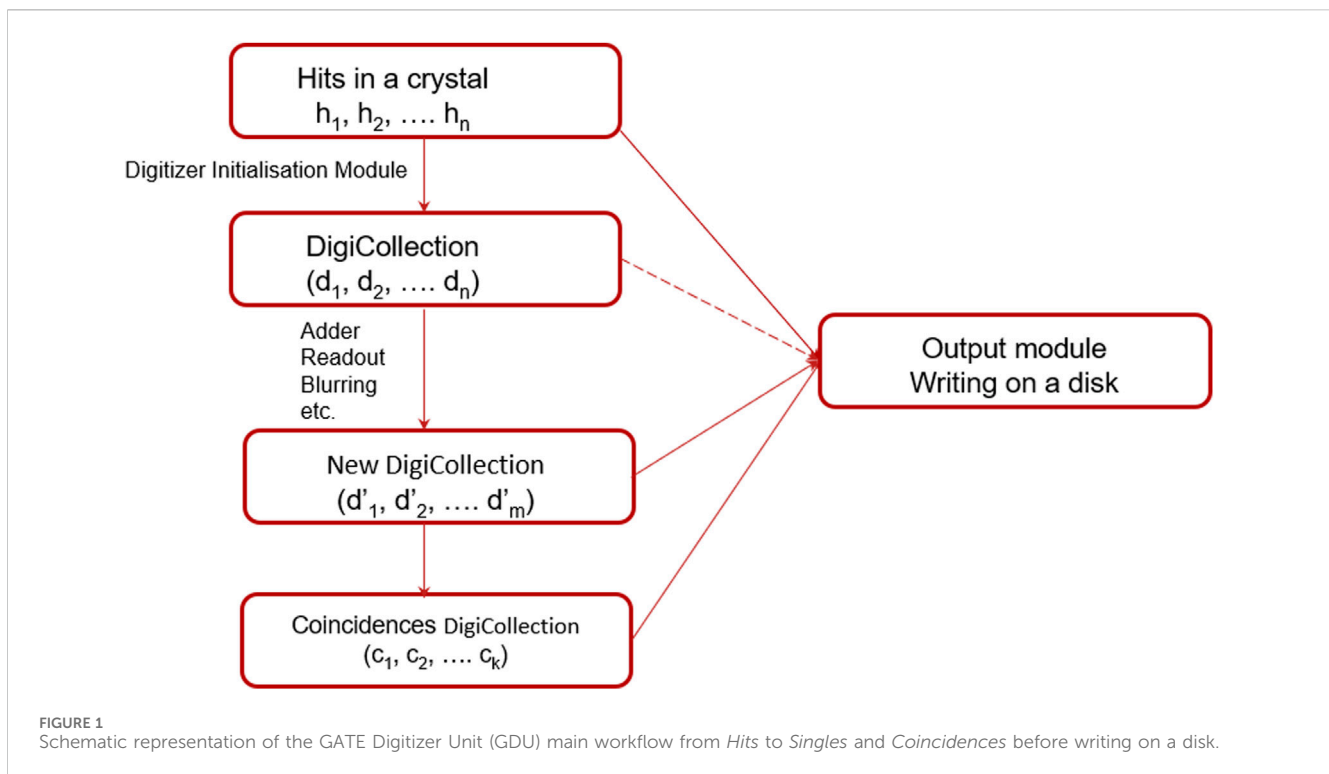 Hits in a crystal
h₁, h₂, .... hₙ
Digitizer Initialisation Module
DigiCollection
(d₁, d₂, .... dₙ)
Adder
Readout
Blurring
etc.
Output module
Writing on a disk
New DigiCollection
(d'₁, d'₂, .... d'ₘ)
Coincidences DigiCollection
(c₁, c₂, .... cₖ)
FIGURE 1
Schematic representation of the GATE Digitizer Unit (GDU) main workflow from Hits to Singles and Coincidences before writing on a disk.